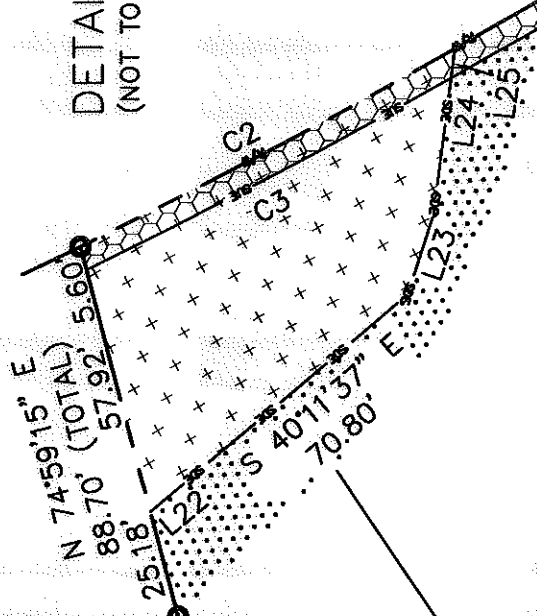 DETAI
(NOT TO
N 74°59'15" E
88.70' (TOTAL)
25.18'
57.92'
5.60'
C2
C3
L22
S 40°11'37" E
70.80'
L23
L24
L25